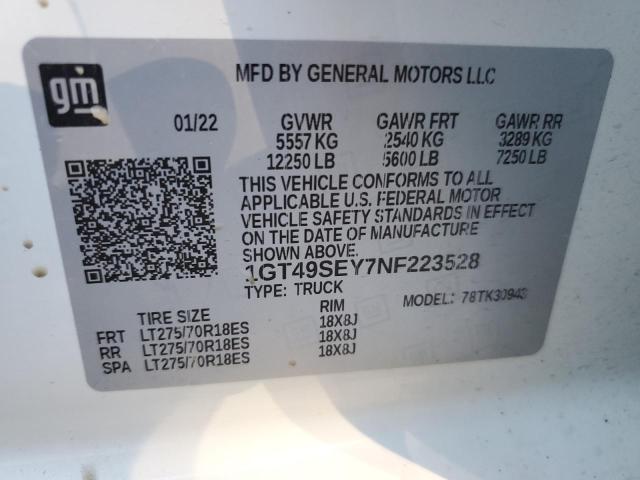 gm
MFD BY GENERAL MOTORS LLC
01/22 GVWR GAWR FRT GAWR RR
5557 KG 2540 KG 3289 KG
12250 LB 5600 LB 7250 LB
THIS VEHICLE CONFORMS TO ALL
APPLICABLE U.S. FEDERAL MOTOR
VEHICLE SAFETY STANDARDS IN EFFECT
ON THE DATE OF MANUFACTURE
SHOWN ABOVE.
1GT49SEY7NF223528
TYPE: TRUCK
MODEL: 78TK30943
TIRE SIZE RIM
FRT LT275/70R18ES 18X8J
RR LT275/70R18ES 18X8J
SPA LT275/70R18ES 18X8J